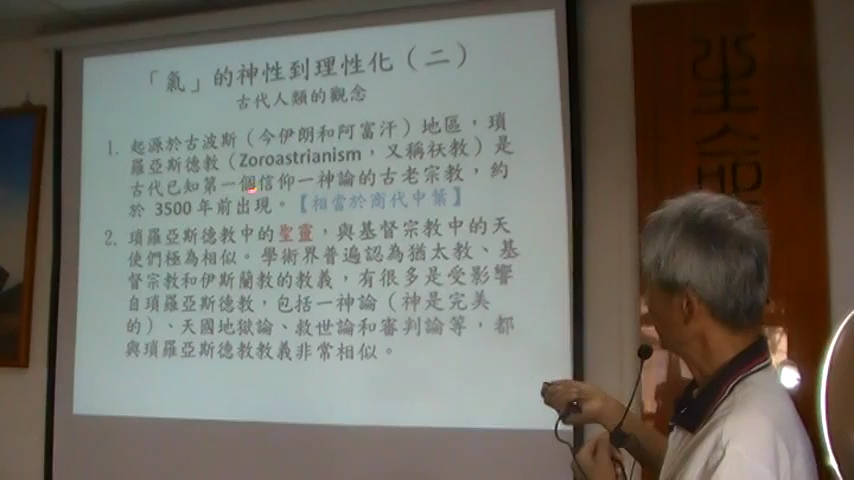 「氣」的神性到理性化（二）
古代人類的觀念
1. 起源於古波斯（今伊朗和阿富汗）地區，瑣
羅亞斯德教（Zoroastrianism，又稱祆教）是
古代已知第一個信仰一神論的古老宗教，約
於 3500 年前出現。【相當於商代中葉】
2. 瑣羅亞斯德教中的聖靈，與基督宗教中的天
使們極為相似。學術界普遍認為猶太教、基
督宗教和伊斯蘭教的教義，有很多是受影響
自瑣羅亞斯德教，包括一神論（神是完美
的）、天國地獄論、救世論和審判論等，都
與瑣羅亞斯德教教義非常相似。
生
命